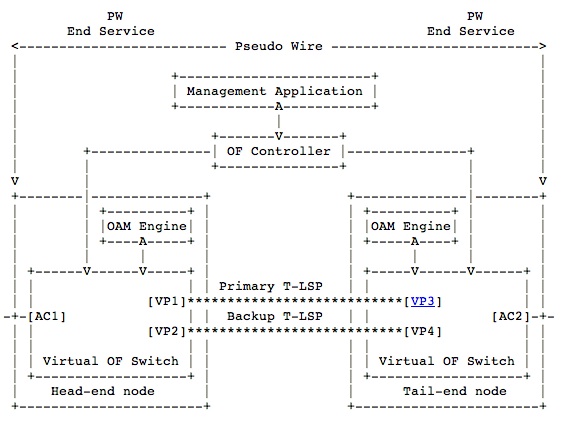 PW PW
End Service End Service
Pseudo Wire
Management Application
OF Controller
OAM Engine OAM Engine
Primary T-LSP
[VP1] [VP3]
[AC1] Backup T-LSP [AC2]
[VP2] [VP4]
Virtual OF Switch Virtual OF Switch
Head-end node Tail-end node